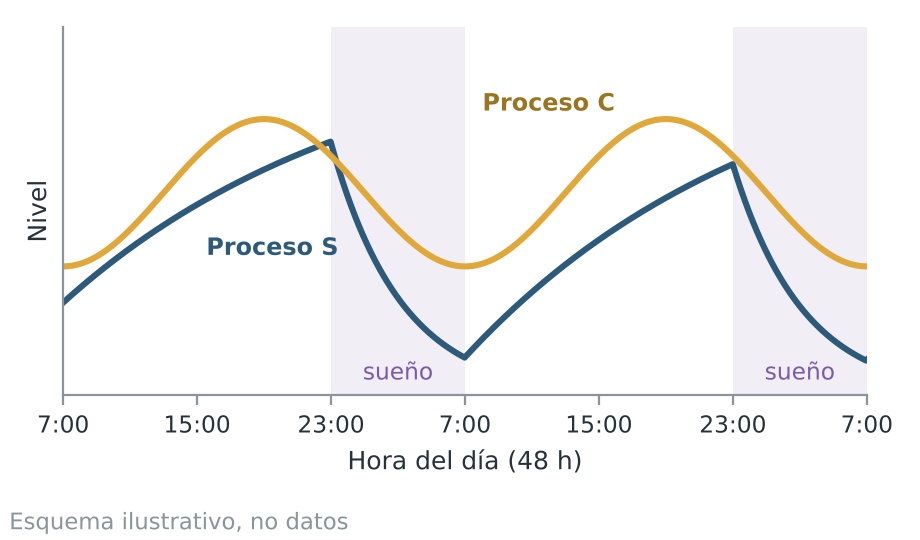 Proceso C
Nivel
Proceso S
sueño
sueño
7:00
15:00
23:00
7:00
15:00
23:00
7:00
Hora del día (48 h)
Esquema ilustrativo, no datos